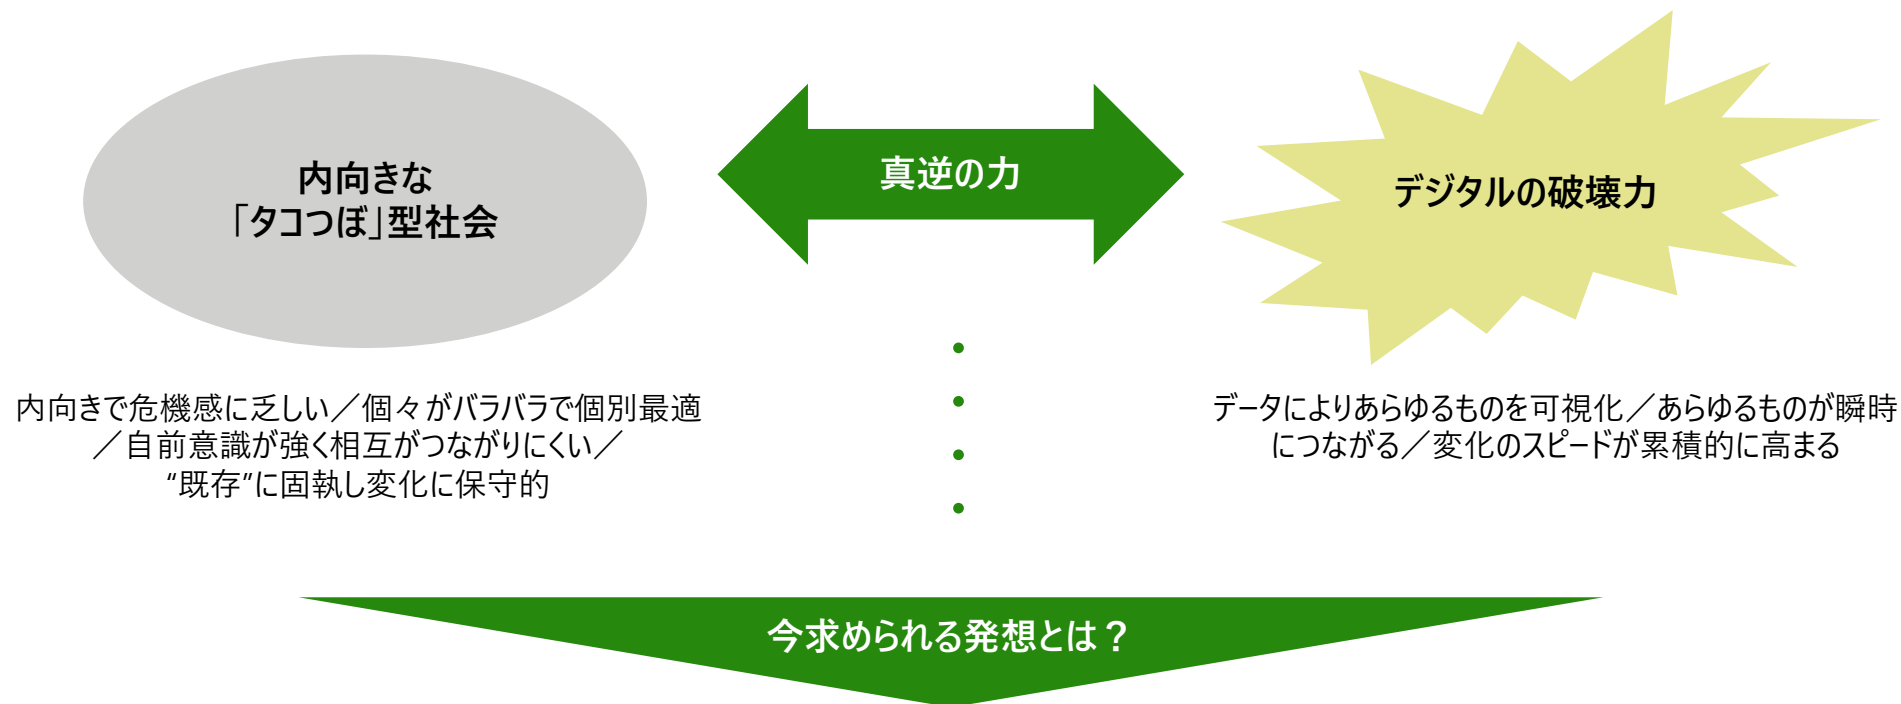 内向きな
「タコつぼ」型社会
真逆の力
デジタルの破壊力
内向きで危機感に乏しい／個々がバラバラで個別最適
／自前意識が強く相互がつながりにくい／
“既存”に固執し変化に保守的
データによりあらゆるものを可視化／あらゆるものが瞬時
につながる／変化のスピードが累積的に高まる
今求められる発想とは？